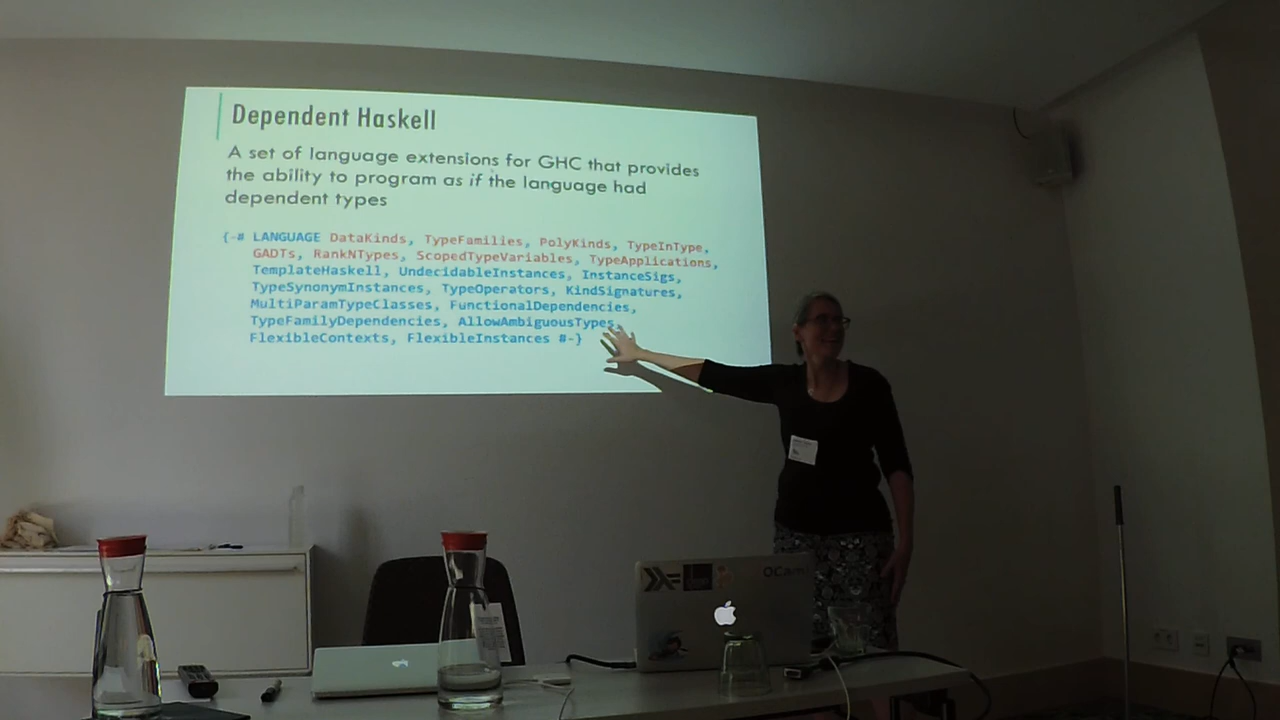 Dependent Haskell
A set of language extensions for GHC that provides
the ability to program as if the language had
dependent types
{-# LANGUAGE DataKinds, TypeFamilies, PolyKinds, TypeInType,
GADTs, RankNTypes, ScopedTypeVariables, TypeApplications,
TemplateHaskell, UndecidableInstances, InstanceSigs,
TypeSynonymInstances, TypeOperators, KindSignatures,
MultiParamTypeClasses, FunctionalDependencies,
TypeFamilyDependencies, AllowAmbiguousTypes,
FlexibleContexts, FlexibleInstances #-}